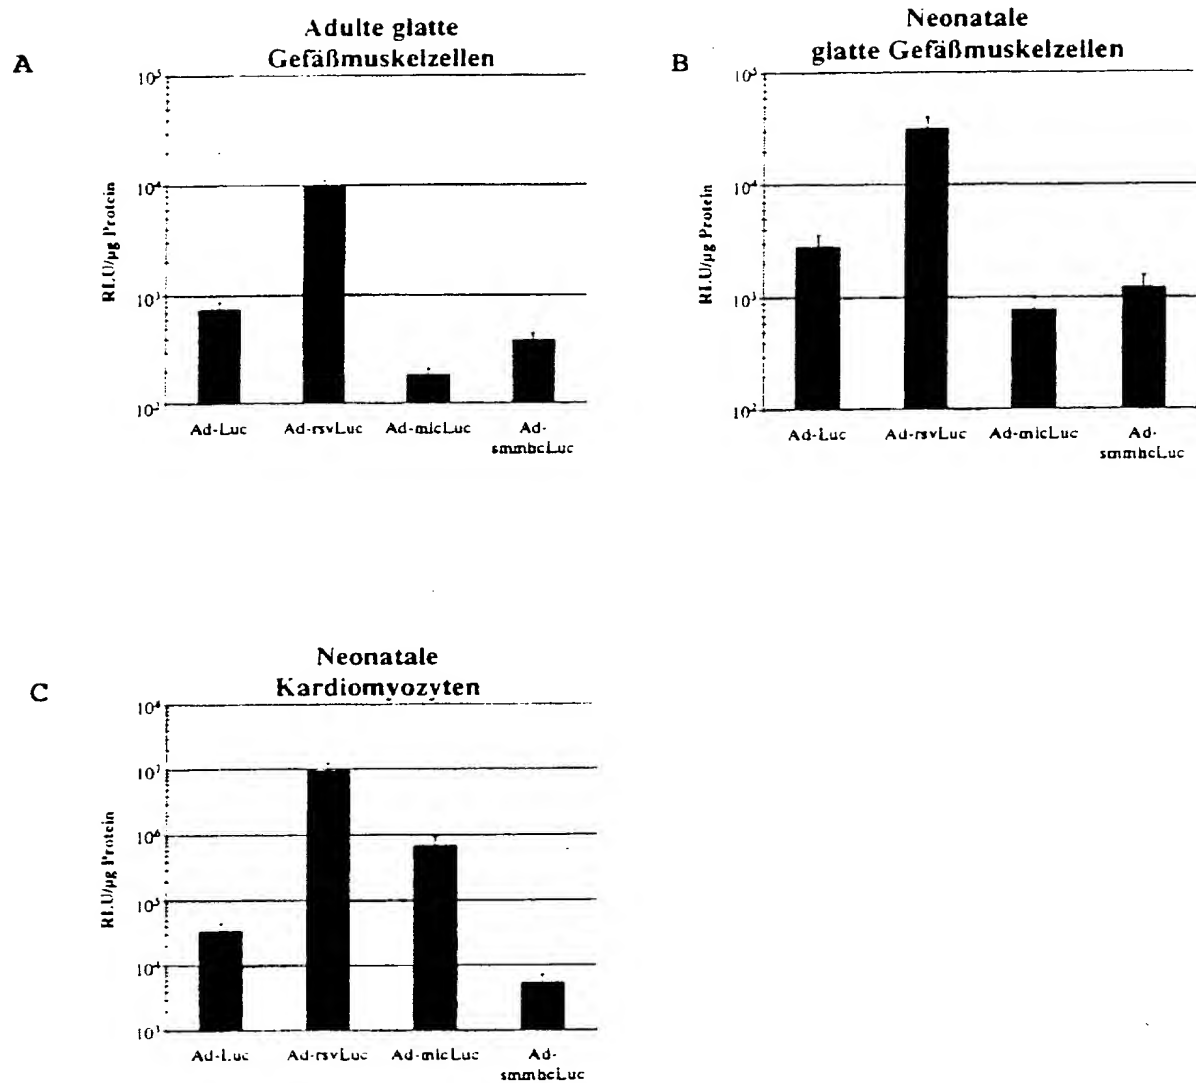 A
Adulte glatte
Gefäßmuskelzellen
10⁵
10⁴
10³
10²
RLU/µg Protein
Ad-Luc
Ad-rsvLuc
Ad-mlcLuc
Ad-
smmhcLuc
B
Neonatale
glatte Gefäßmuskelzellen
10⁵
10⁴
10³
10²
RLU/µg Protein
Ad-Luc
Ad-rsvLuc
Ad-mlcLuc
Ad-
smmhcLuc
C
Neonatale
Kardiomyozyten
10⁸
10⁷
10⁶
10⁵
10⁴
10³
RLU/µg Protein
Ad-Luc
Ad-rsvLuc
Ad-mlcLuc
Ad-
smmhcLuc